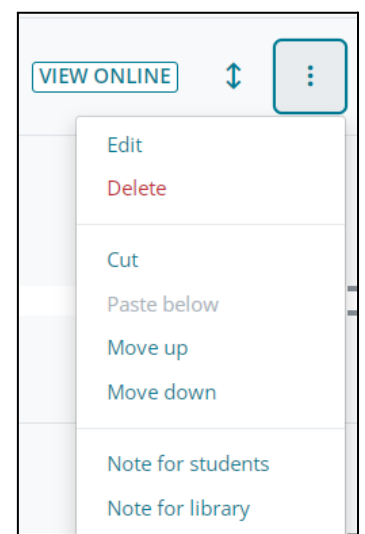 VIEW ONLINE
Edit
Delete
Cut
Paste below
Move up
Move down
Note for students
Note for library